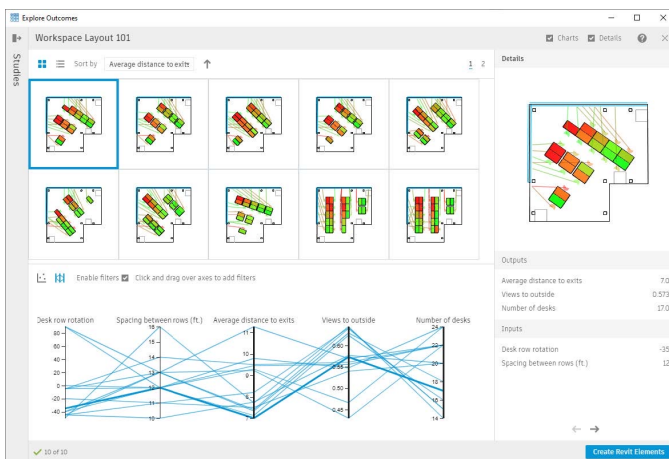 Explore Outcomes
Workspace Layout 101
Charts
Details
Studies
Sort by
Average distance to exits
1 2
Details
Outputs
Average distance to exits 7.0
Views to outside 0.573
Number of desks 17.0
Inputs
Desk row rotation -35
Spacing between rows (ft.) 12
Enable filters
Click and drag over axes to add filters
Desk row rotation
Spacing between rows (ft.)
Average distance to exits
Views to outside
Number of desks
80
60
40
20
0
-20
-40
16
15
14
13
12
11
10
11
10
9
8
7
0.60
0.55
0.50
0.45
24
22
20
18
16
14
10 of 10
Create Revit Elements